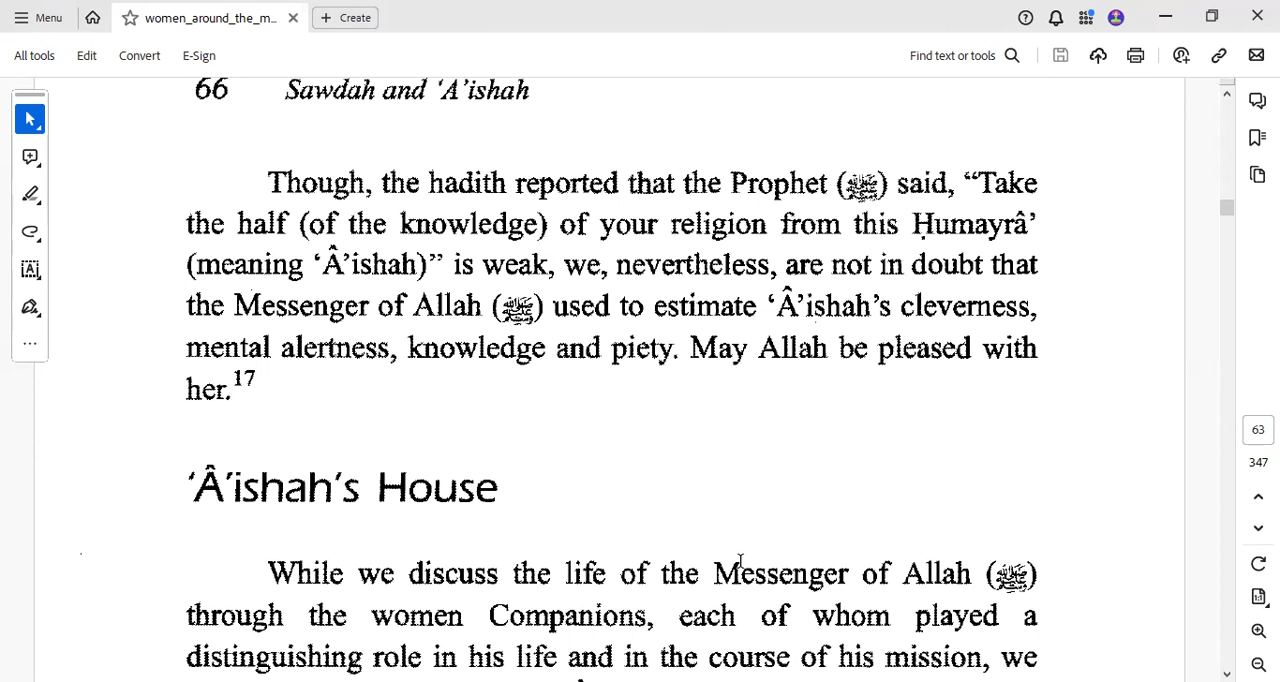 Menu
women_around_the_m...
Create
All tools Edit Convert E-Sign
Find text or tools
66 Sawdah and ‘A’ishah
Though, the hadith reported that the Prophet (ﷺ) said, “Take
the half (of the knowledge) of your religion from this Ḥumayrâ’
(meaning ‘Â’ishah)” is weak, we, nevertheless, are not in doubt that
the Messenger of Allah (ﷺ) used to estimate ‘Â’ishah’s cleverness,
mental alertness, knowledge and piety. May Allah be pleased with
her.17
‘Â’ishah’s House
While we discuss the life of the Messenger of Allah (ﷺ)
through the women Companions, each of whom played a
distinguishing role in his life and in the course of his mission, we
63
347